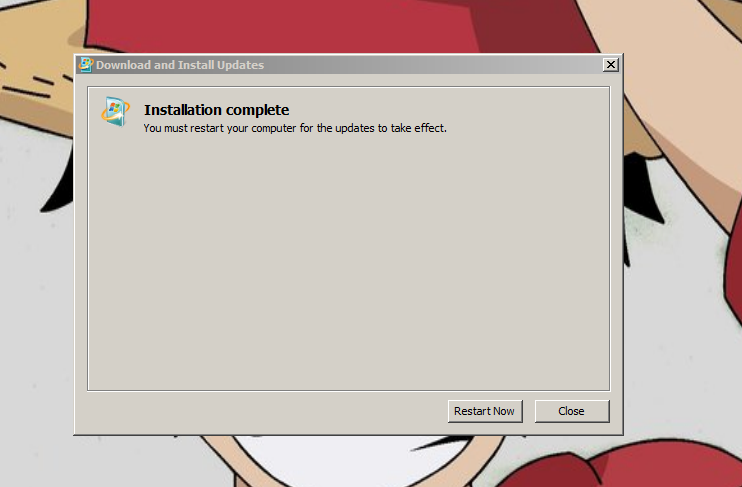 Download and Install Updates
Installation complete
You must restart your computer for the updates to take effect.
Restart Now
Close